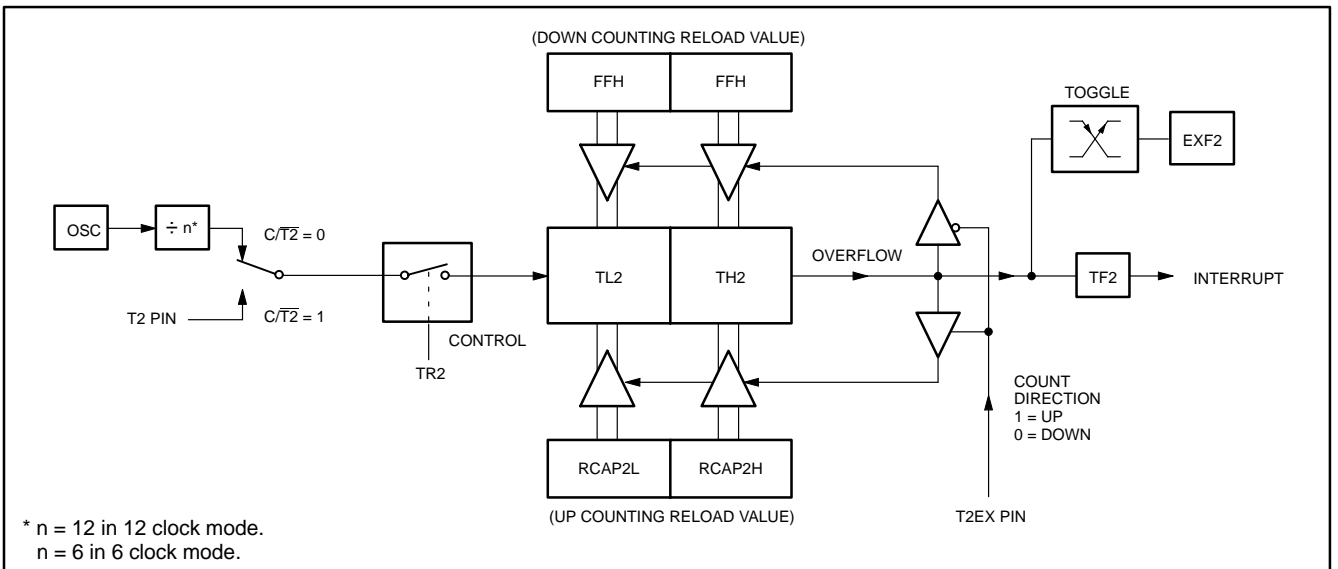 (DOWN COUNTING RELOAD VALUE)
FFH FFH
TOGGLE
EXF2
OSC ÷ n* C/T̅2̅ = 0
TL2 TH2 OVERFLOW
TF2 INTERRUPT
T2 PIN C/T̅2̅ = 1
CONTROL
TR2
COUNT
DIRECTION
1 = UP
0 = DOWN
RCAP2L RCAP2H
(UP COUNTING RELOAD VALUE)
T2EX PIN
* n = 12 in 12 clock mode.
n = 6 in 6 clock mode.